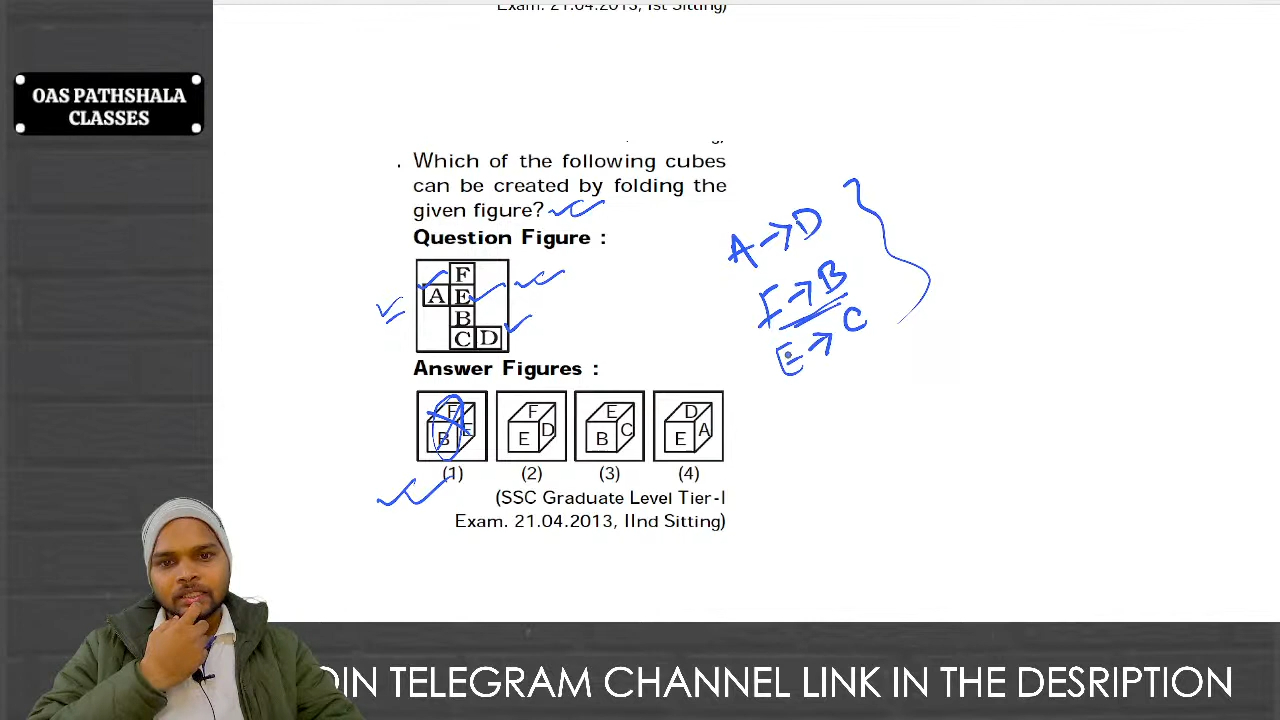 Exam. 21.04.2013, Ist Sitting)
OAS PATHSHALA
CLASSES
. Which of the following cubes
can be created by folding the
given figure?
Question Figure :
F
A E
B
C D
A → D
F → B
E → C
Answer Figures :
F B E
F E D
E B C
D E A
(1) (2) (3) (4)
(SSC Graduate Level Tier-I
Exam. 21.04.2013, IInd Sitting)
OIN TELEGRAM CHANNEL LINK IN THE DESRIPTION